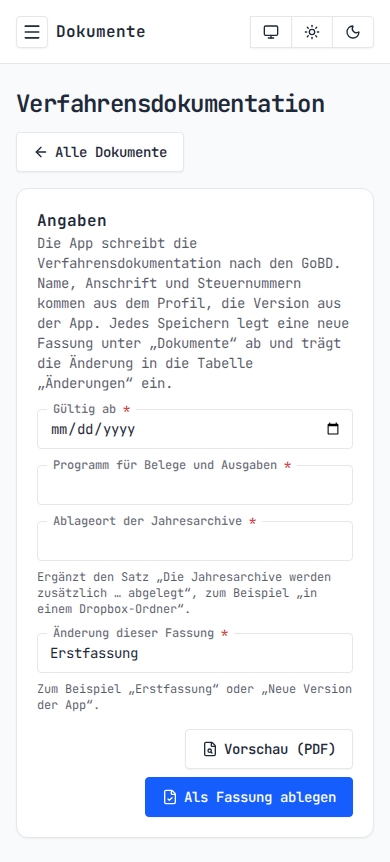 Dokumente
Verfahrensdokumentation
Alle Dokumente
Angaben
Die App schreibt die
Verfahrensdokumentation nach den GoBD.
Name, Anschrift und Steuernummern
kommen aus dem Profil, die Version aus
der App. Jedes Speichern legt eine neue
Fassung unter „Dokumente“ ab und trägt
die Änderung in die Tabelle
„Änderungen“ ein.
Gültig ab *
mm/dd/yyyy
Programm für Belege und Ausgaben *
Ablageort der Jahresarchive *
Ergänzt den Satz „Die Jahresarchive werden
zusätzlich … abgelegt“, zum Beispiel „in
einem Dropbox-Ordner“.
Änderung dieser Fassung *
Erstfassung
Zum Beispiel „Erstfassung“ oder „Neue Version
der App“.
Vorschau (PDF)
Als Fassung ablegen